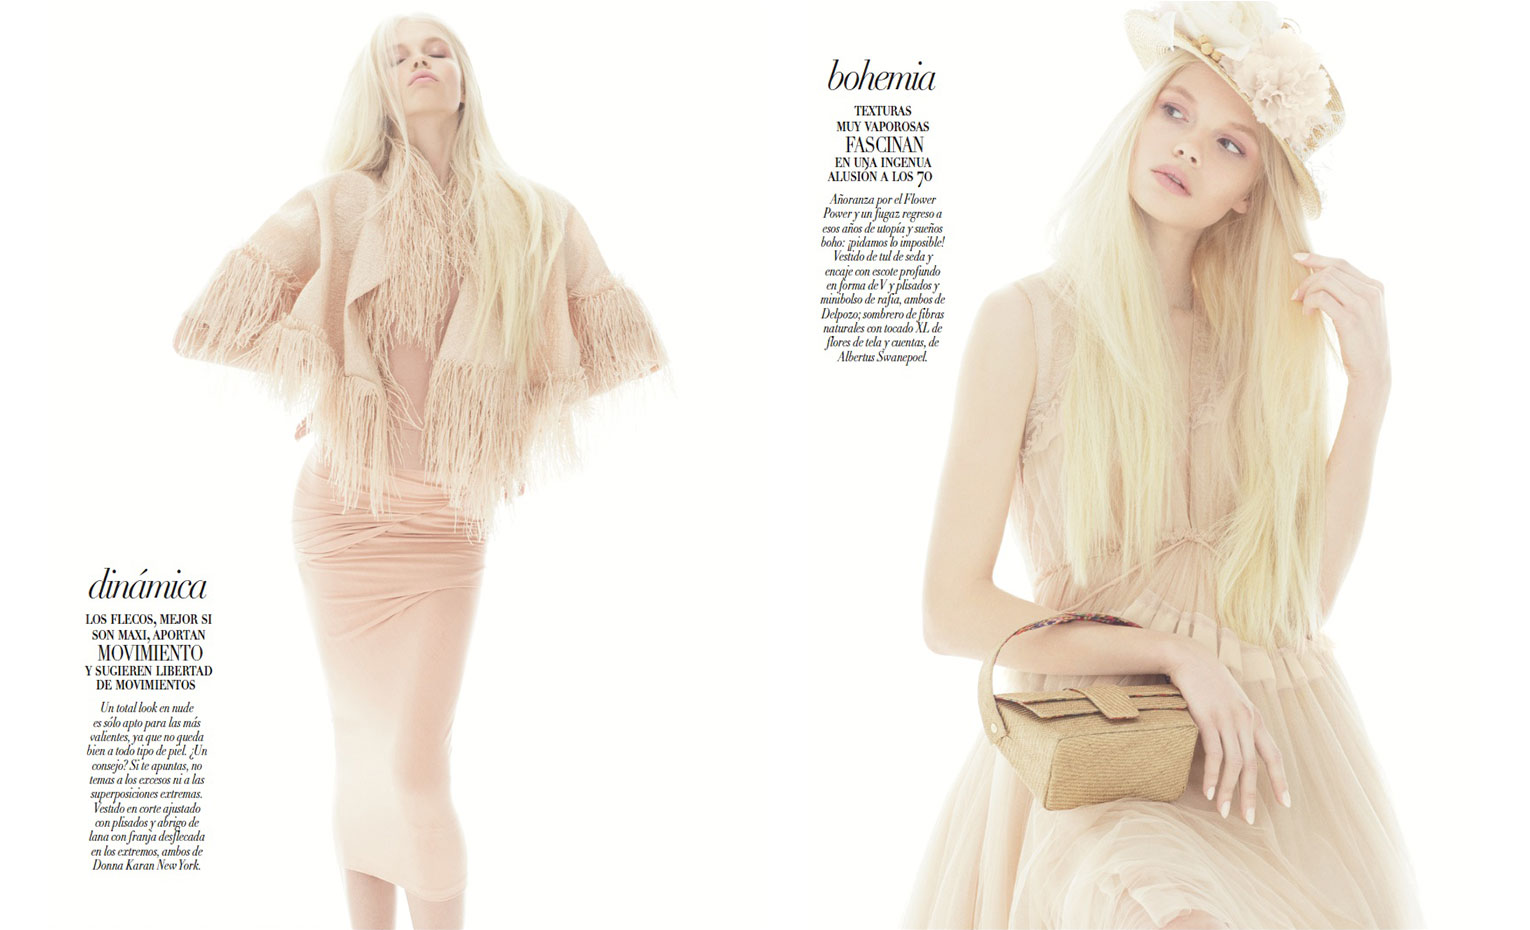 dinámica
LOS FLECOS, MEJOR SI
SON MAXI, APORTAN
MOVIMIENTO
Y SUGIEREN LIBERTAD
DE MOVIMIENTOS
Un total look en nude
es sólo apto para las más
valientes, ya que no queda
bien a todo tipo de piel. ¿Un
consejo? Si te apuntas, no
temas a los excesos ni a las
superposiciones extremas.
Vestido en corte ajustado
con plisados y abrigo de
lana con franja desflecada
en los extremos, ambos de
Donna Karan New York.
bohemia
TEXTURAS
MUY VAPOROSAS
FASCINAN
EN UNA INGENUA
ALUSIÓN A LOS 70
Añoranza por el Flower
Power y un fugaz regreso a
esos años de utopía y sueños
boho: ¡pidamos lo imposible!
Vestido de tul de seda y
encaje con escote profundo
en forma de V y plisados y
minibolso de rafia, ambos de
Delpozo; sombrero de fibras
naturales con tocado XL de
flores de tela y cuentas, de
Albertus Swanepoel.